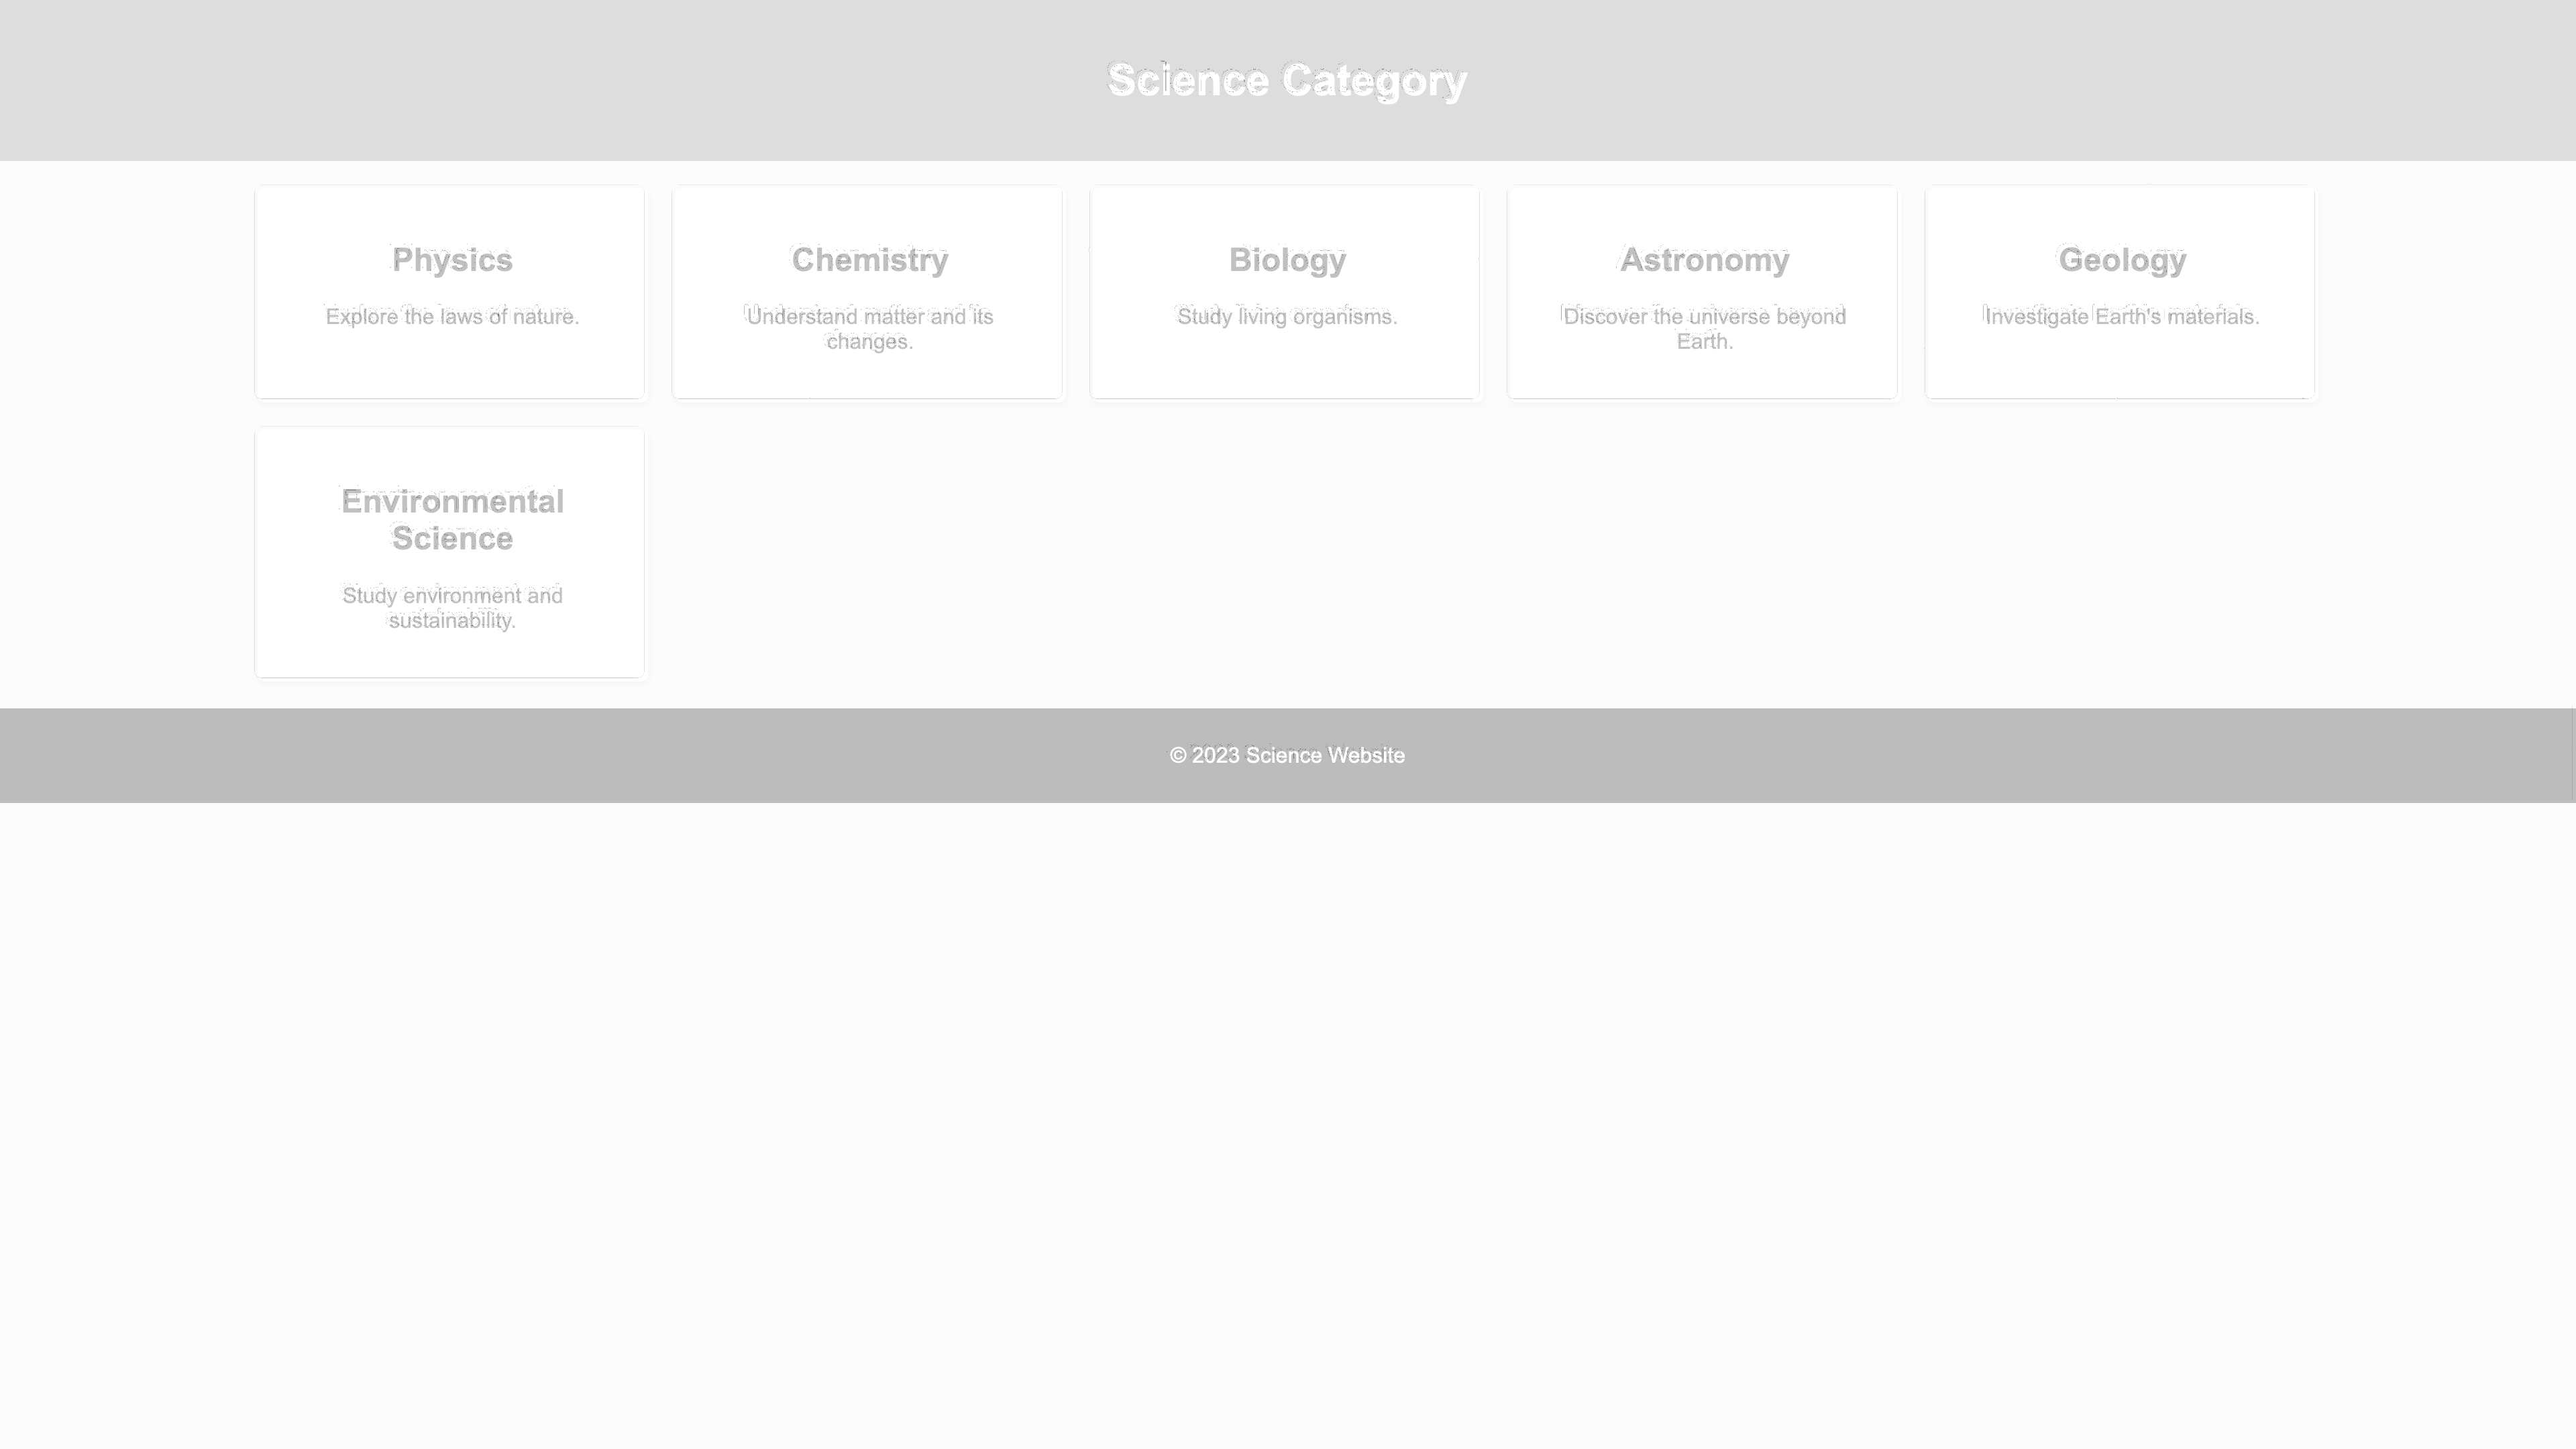 Science Category
Physics
Explore the laws of nature.
Chemistry
Understand matter and its
changes.
Biology
Study living organisms.
Astronomy
Discover the universe beyond
Earth.
Geology
Investigate Earth's materials.
Environmental
Science
Study environment and
sustainability.
© 2023 Science Website